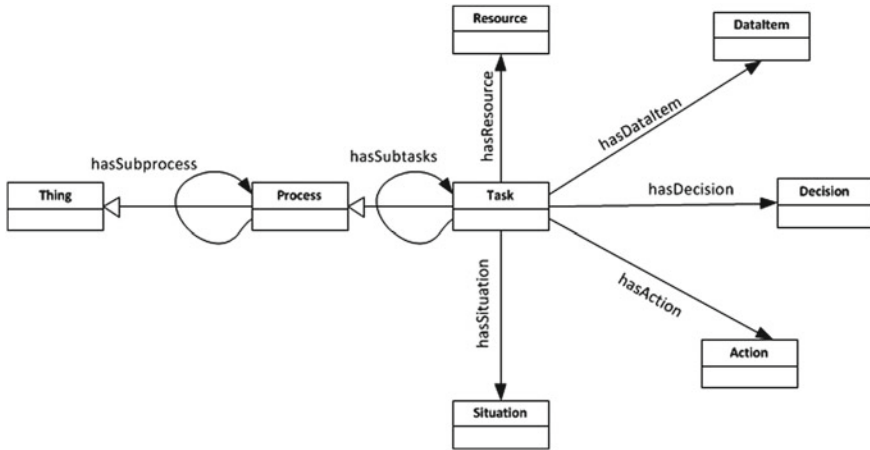 Resource
DataItem
hasResource
hasDataItem
hasSubprocess
hasSubtasks
Thing
Process
Task
hasDecision
Decision
hasSituation
hasAction
Action
Situation